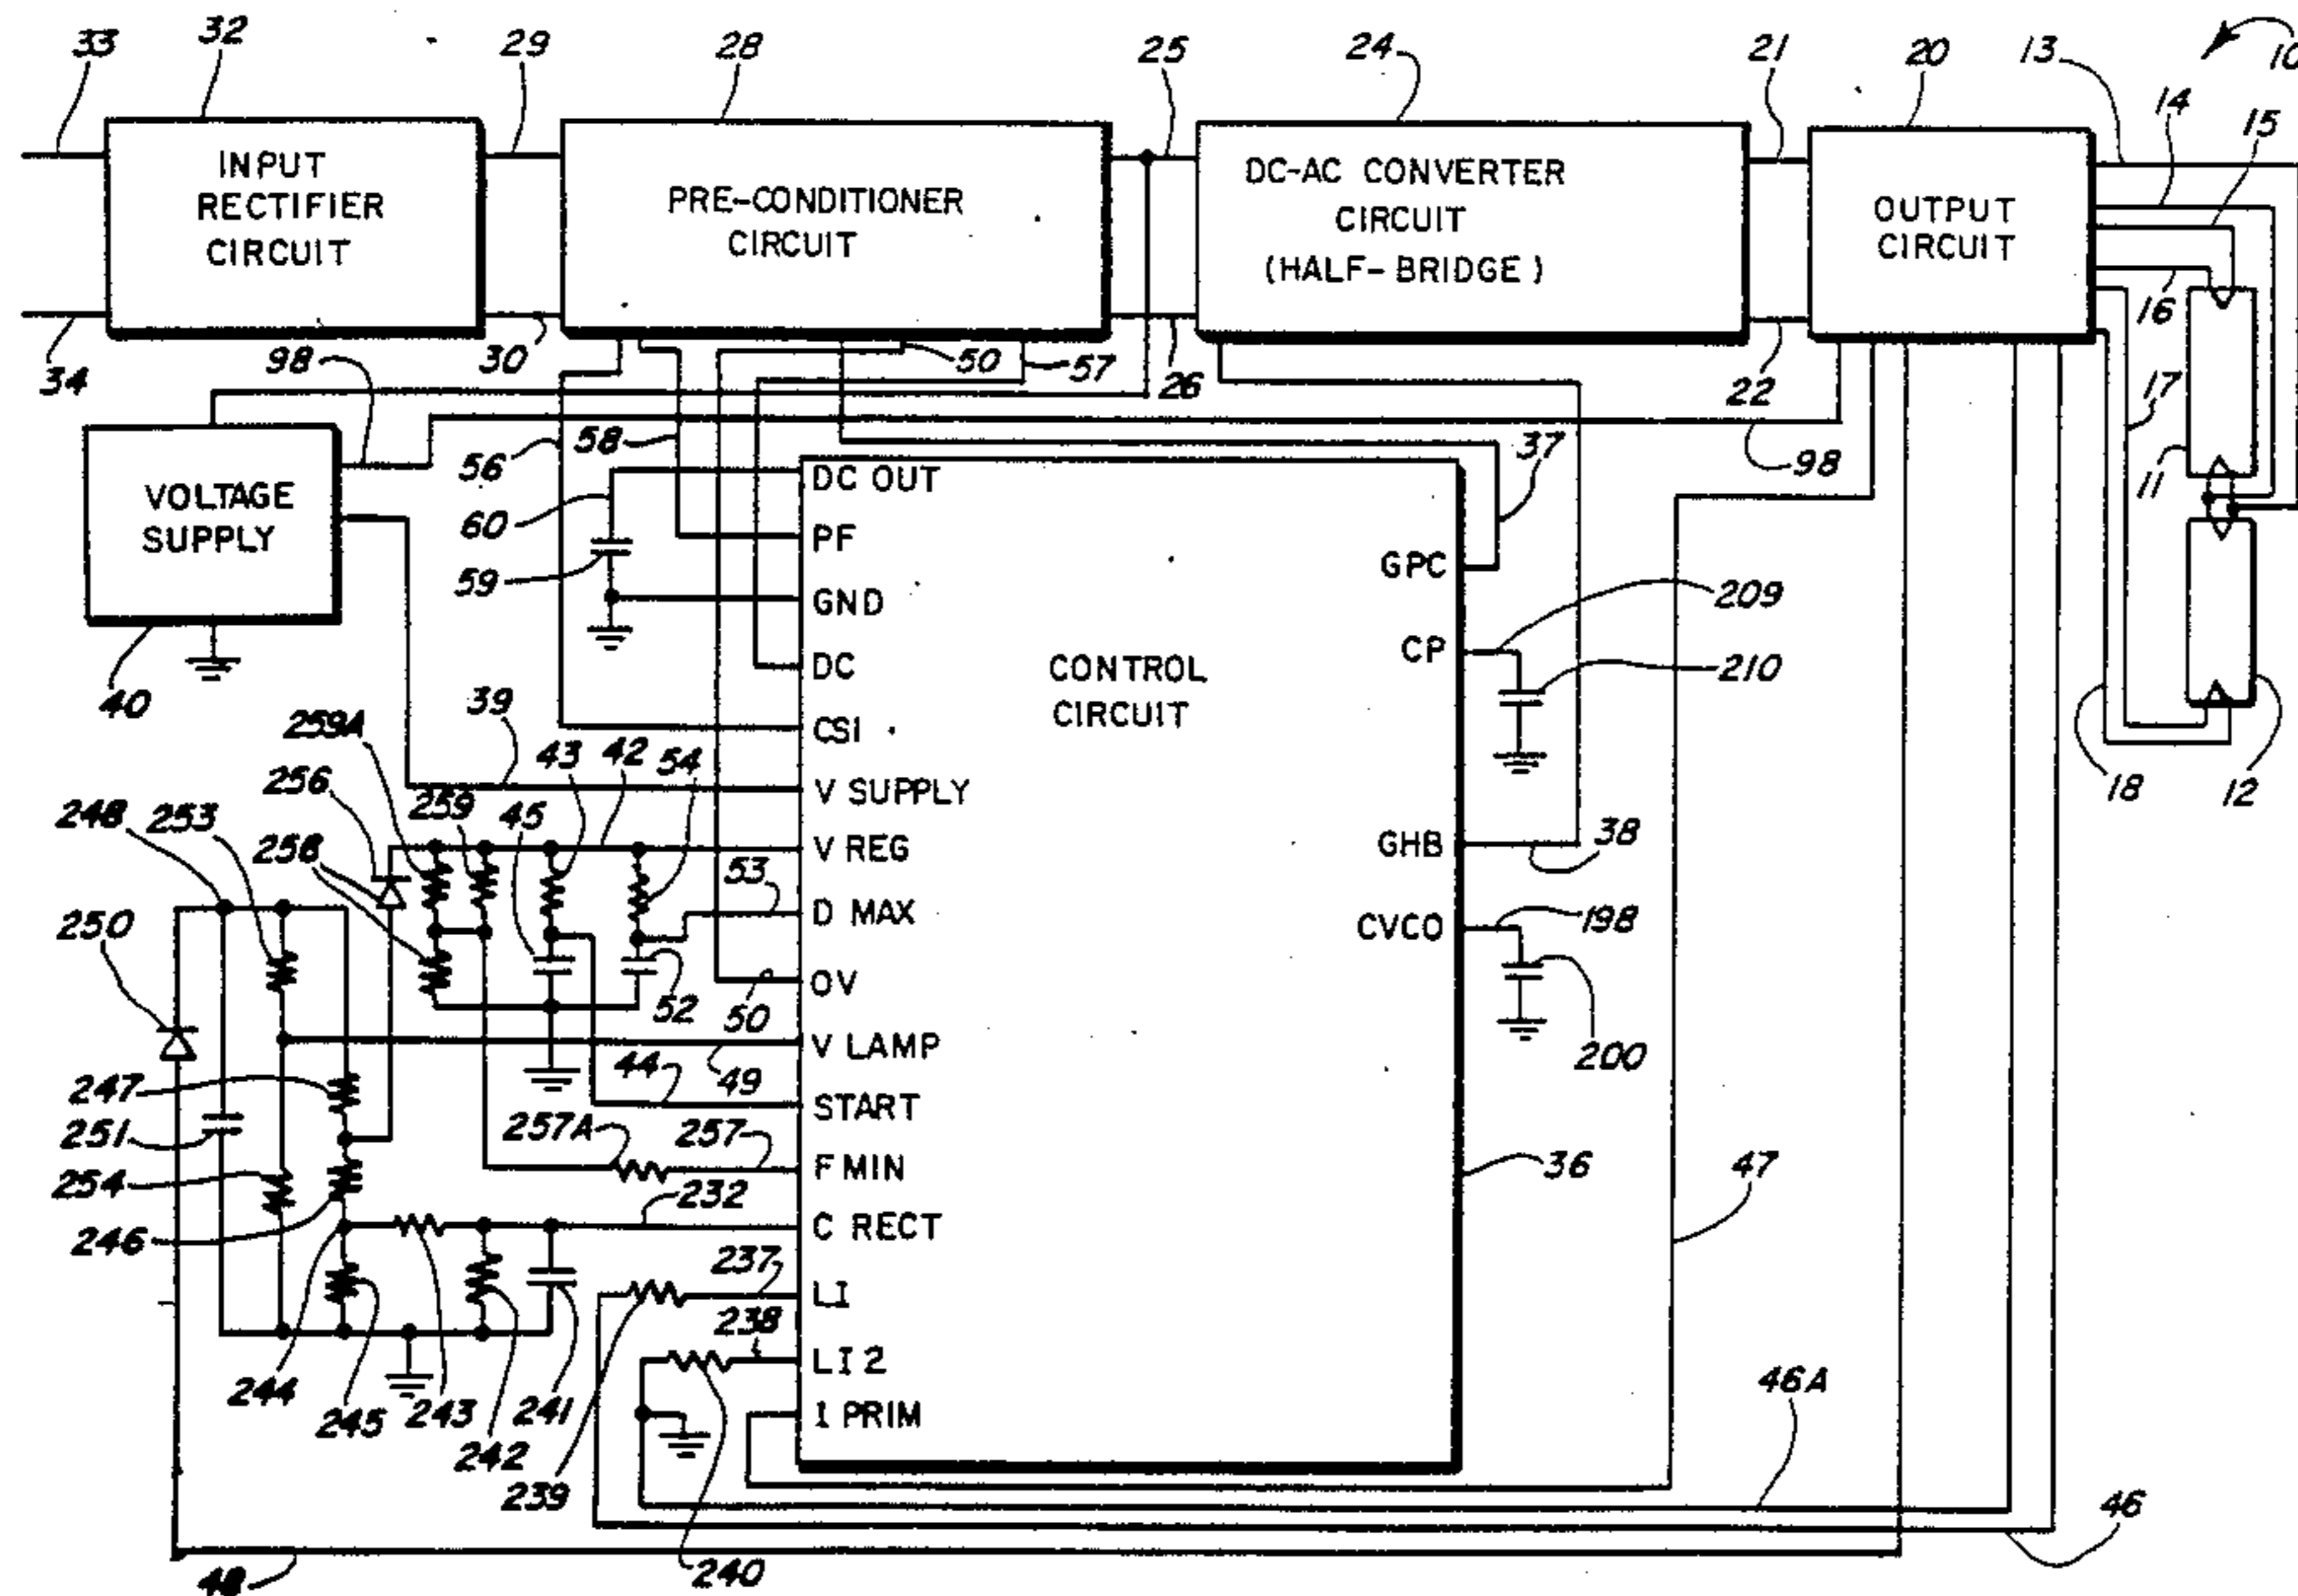 33
32
29
28
25
24
21
20
13
10
14
15
INPUT
RECTIFIER
CIRCUIT
PRE-CONDITIONER
CIRCUIT
DC-AC CONVERTER
CIRCUIT
(HALF-BRIDGE)
OUTPUT
CIRCUIT
16
34
98
30
50
57
26
22
17
56
58
37
98
11
VOLTAGE
SUPPLY
60
59
DC OUT
PF
GND
DC
CSI
V SUPPLY
V REG
D MAX
OV
V LAMP
START
F MIN
C RECT
LI
LI2
I PRIM
CONTROL
CIRCUIT
GPC
CP
GHB
CVCO
209
210
38
198
200
40
39
18
12
259A
43
42
54
256
259
45
248
253
258
53
250
52
50
49
44
247
251
257A
257
254
232
36
47
246
237
238
244
245
243
242
241
239
240
46A
46
48